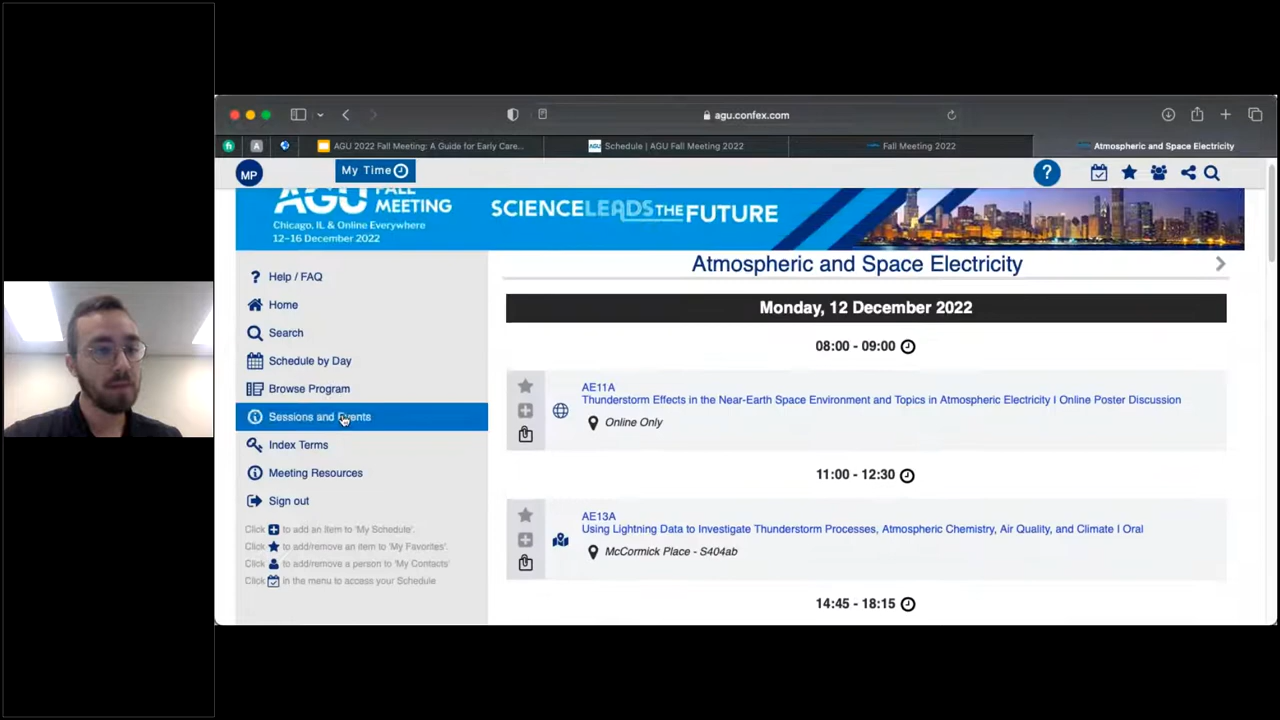 agu.confex.com
A
AGU 2022 Fall Meeting: A Guide for Early Caree...
AGU
Schedule | AGU Fall Meeting 2022
Fall Meeting 2022
Atmospheric and Space Electricity
MP
My Time
?
AGU FALL
MEETING
Chicago, IL & Online Everywhere
12–16 December 2022
SCIENCE LEADS THE FUTURE
? Help / FAQ
Home
Search
Schedule by Day
Browse Program
Sessions and Events
Index Terms
Meeting Resources
Sign out
Click to add an item to 'My Schedule'.
Click to add/remove an item to 'My Favorites'.
Click to add/remove a person to 'My Contacts'
Click in the menu to access your Schedule
Atmospheric and Space Electricity
Monday, 12 December 2022
08:00 - 09:00
AE11A
Thunderstorm Effects in the Near-Earth Space Environment and Topics in Atmospheric Electricity I Online Poster Discussion
Online Only
11:00 - 12:30
AE13A
Using Lightning Data to Investigate Thunderstorm Processes, Atmospheric Chemistry, Air Quality, and Climate I Oral
McCormick Place - S404ab
14:45 - 18:15